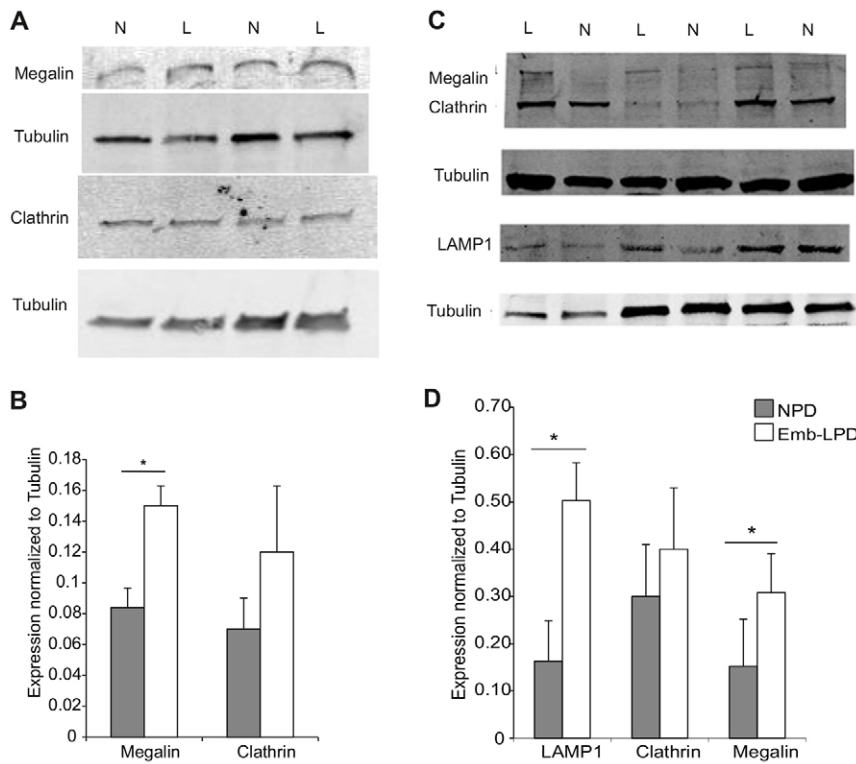 A
N L N L
Megalin
Tubulin
Clathrin
Tubulin
B
Expression normalized to Tubulin
0.18
0.16
0.14
0.12
0.1
0.08
0.06
0.04
0.02
0
*
Megalin Clathrin
C
L N L N L N
Megalin
Clathrin
Tubulin
LAMP1
Tubulin
D
Expression normalized to Tubulin
0.70
0.60
0.50
0.40
0.30
0.20
0.10
0
* *
NPD
Emb-LPD
LAMP1 Clathrin Megalin